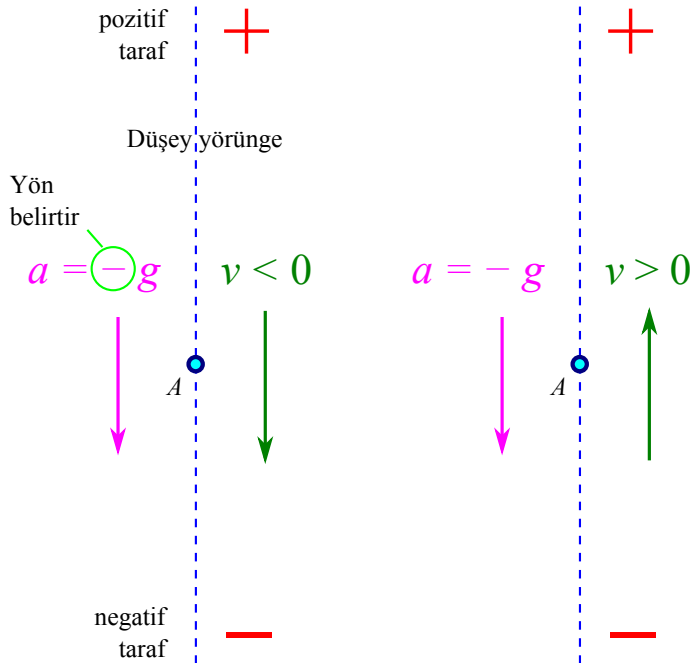 pozitif
taraf
+
+
Düşey yörünge
Yön
belirtir
a = − g
v < 0
a = − g
v > 0
A
A
negatif
taraf
−
−